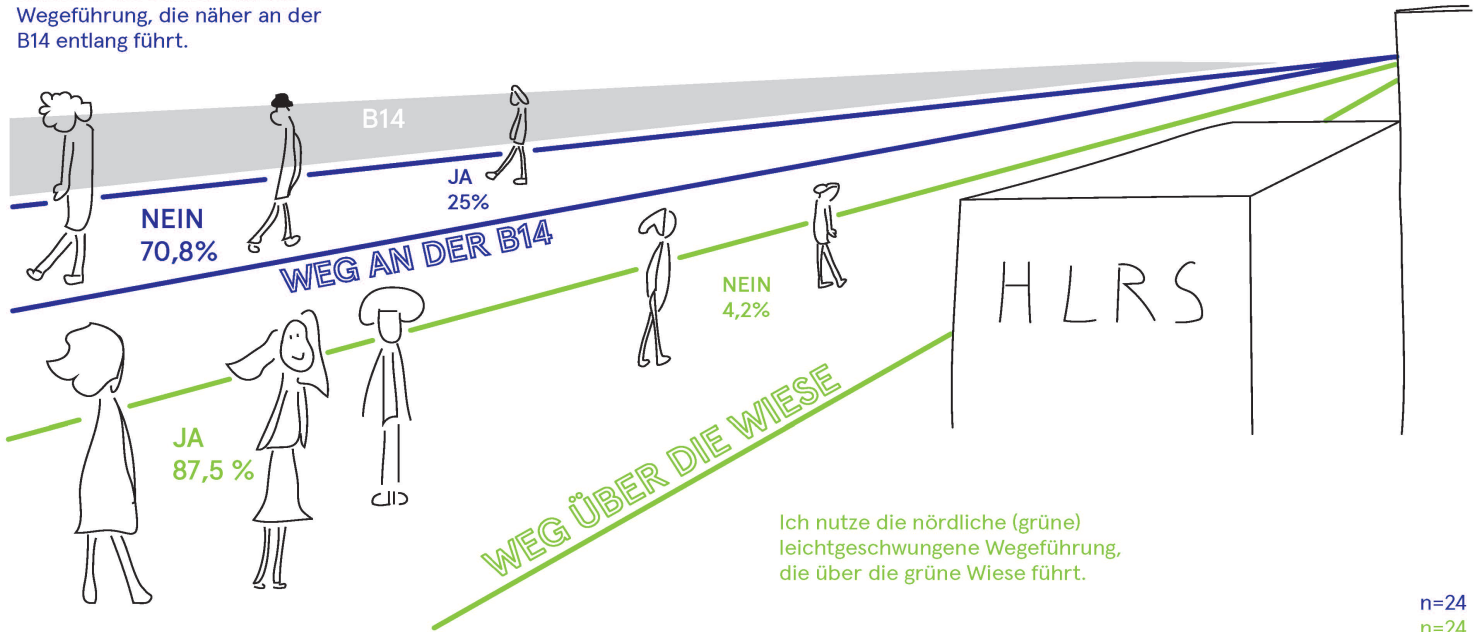 Wegeführung, die näher an der
B14 entlang führt.
B14
JA
25%
NEIN
70,8%
WEG AN DER B14
NEIN
4,2%
HLRS
JA
87,5 %
WEG ÜBER DIE WIESE
Ich nutze die nördliche (grüne)
leichtgeschwungene Wegeführung,
die über die grüne Wiese führt.
n=24
n=24